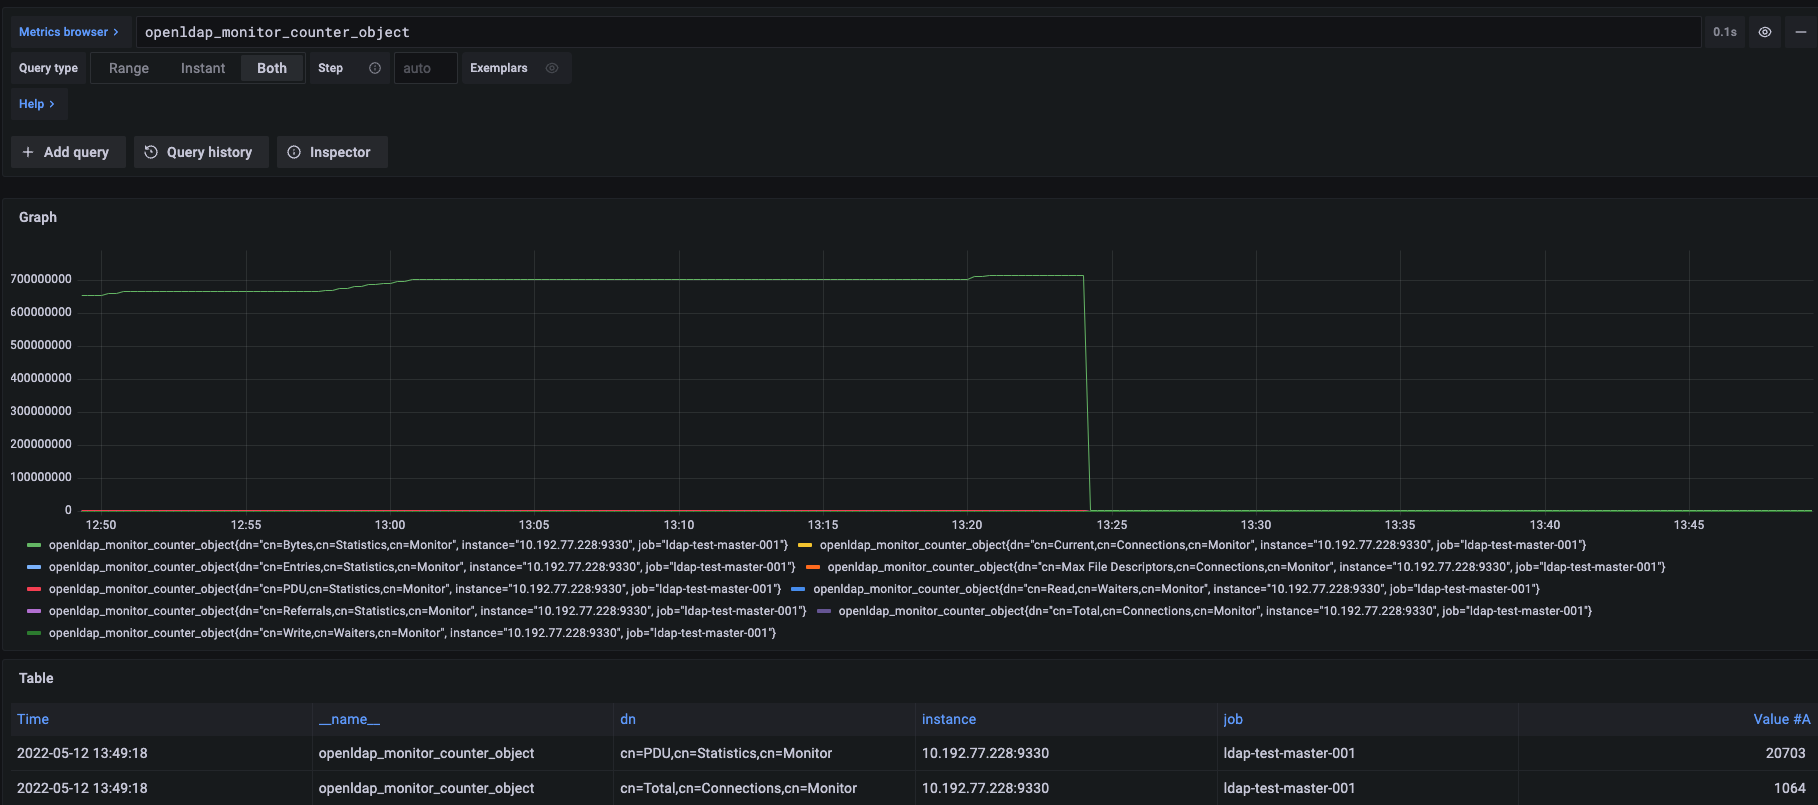 Metrics browser > openldap_monitor_counter_object 0.1s
Query type Range Instant Both Step auto Exemplars
Help >
+ Add query Query history Inspector
Graph
700000000
600000000
500000000
400000000
300000000
200000000
100000000
0
12:50 12:55 13:00 13:05 13:10 13:15 13:20 13:25 13:30 13:35 13:40 13:45
openldap_monitor_counter_object{dn="cn=Bytes,cn=Statistics,cn=Monitor", instance="10.192.77.228:9330", job="ldap-test-master-001"} openldap_monitor_counter_object{dn="cn=Current,cn=Connections,cn=Monitor", instance="10.192.77.228:9330", job="ldap-test-master-001"}
openldap_monitor_counter_object{dn="cn=Entries,cn=Statistics,cn=Monitor", instance="10.192.77.228:9330", job="ldap-test-master-001"} openldap_monitor_counter_object{dn="cn=Max File Descriptors,cn=Connections,cn=Monitor", instance="10.192.77.228:9330", job="ldap-test-master-001"}
openldap_monitor_counter_object{dn="cn=PDU,cn=Statistics,cn=Monitor", instance="10.192.77.228:9330", job="ldap-test-master-001"} openldap_monitor_counter_object{dn="cn=Read,cn=Waiters,cn=Monitor", instance="10.192.77.228:9330", job="ldap-test-master-001"}
openldap_monitor_counter_object{dn="cn=Referrals,cn=Statistics,cn=Monitor", instance="10.192.77.228:9330", job="ldap-test-master-001"} openldap_monitor_counter_object{dn="cn=Total,cn=Connections,cn=Monitor", instance="10.192.77.228:9330", job="ldap-test-master-001"}
openldap_monitor_counter_object{dn="cn=Write,cn=Waiters,cn=Monitor", instance="10.192.77.228:9330", job="ldap-test-master-001"}
Table
Time __name__ dn instance job Value #A
2022-05-12 13:49:18 openldap_monitor_counter_object cn=PDU,cn=Statistics,cn=Monitor 10.192.77.228:9330 ldap-test-master-001 20703
2022-05-12 13:49:18 openldap_monitor_counter_object cn=Total,cn=Connections,cn=Monitor 10.192.77.228:9330 ldap-test-master-001 1064